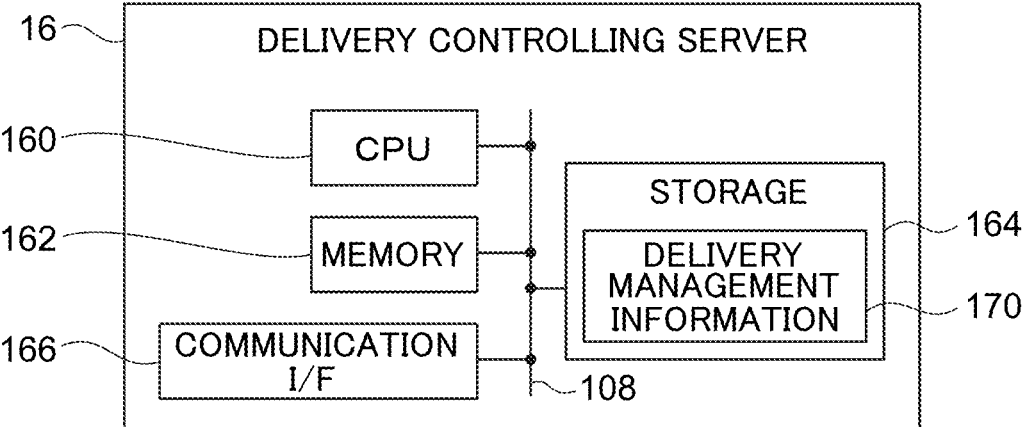 16
DELIVERY CONTROLLING SERVER
160
CPU
STORAGE
164
162
MEMORY
DELIVERY
MANAGEMENT
INFORMATION
170
166
COMMUNICATION
I/F
108